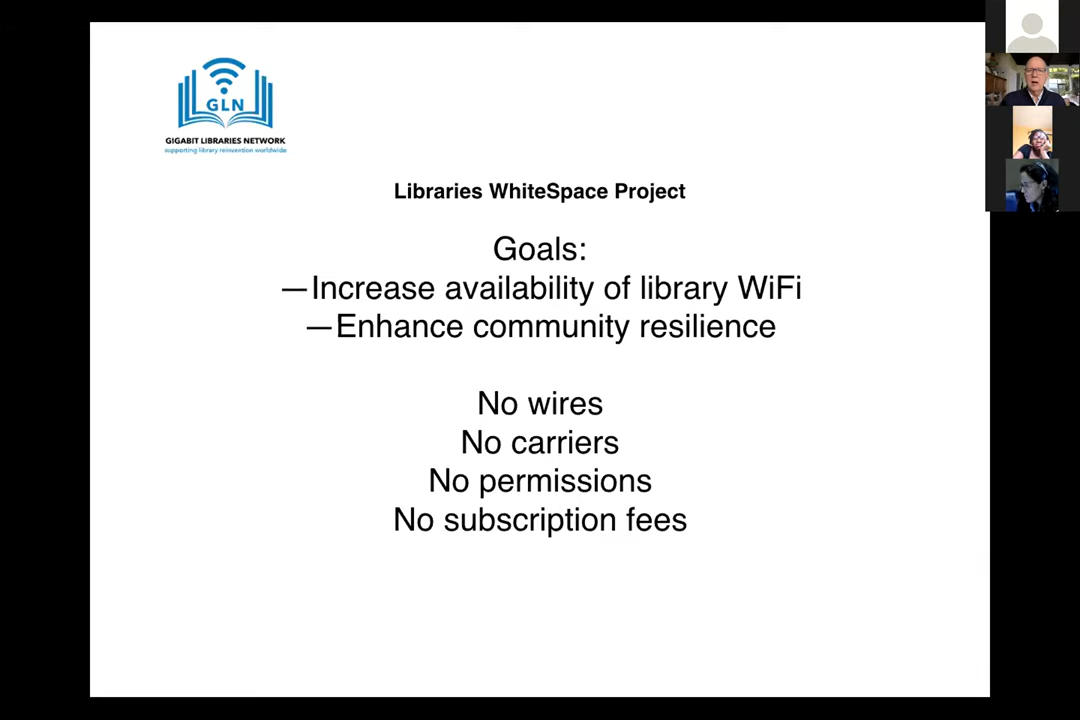 GLN
GIGABIT LIBRARIES NETWORK
supporting library reinvention worldwide
Libraries WhiteSpace Project
Goals:
—Increase availability of library WiFi
—Enhance community resilience
No wires
No carriers
No permissions
No subscription fees